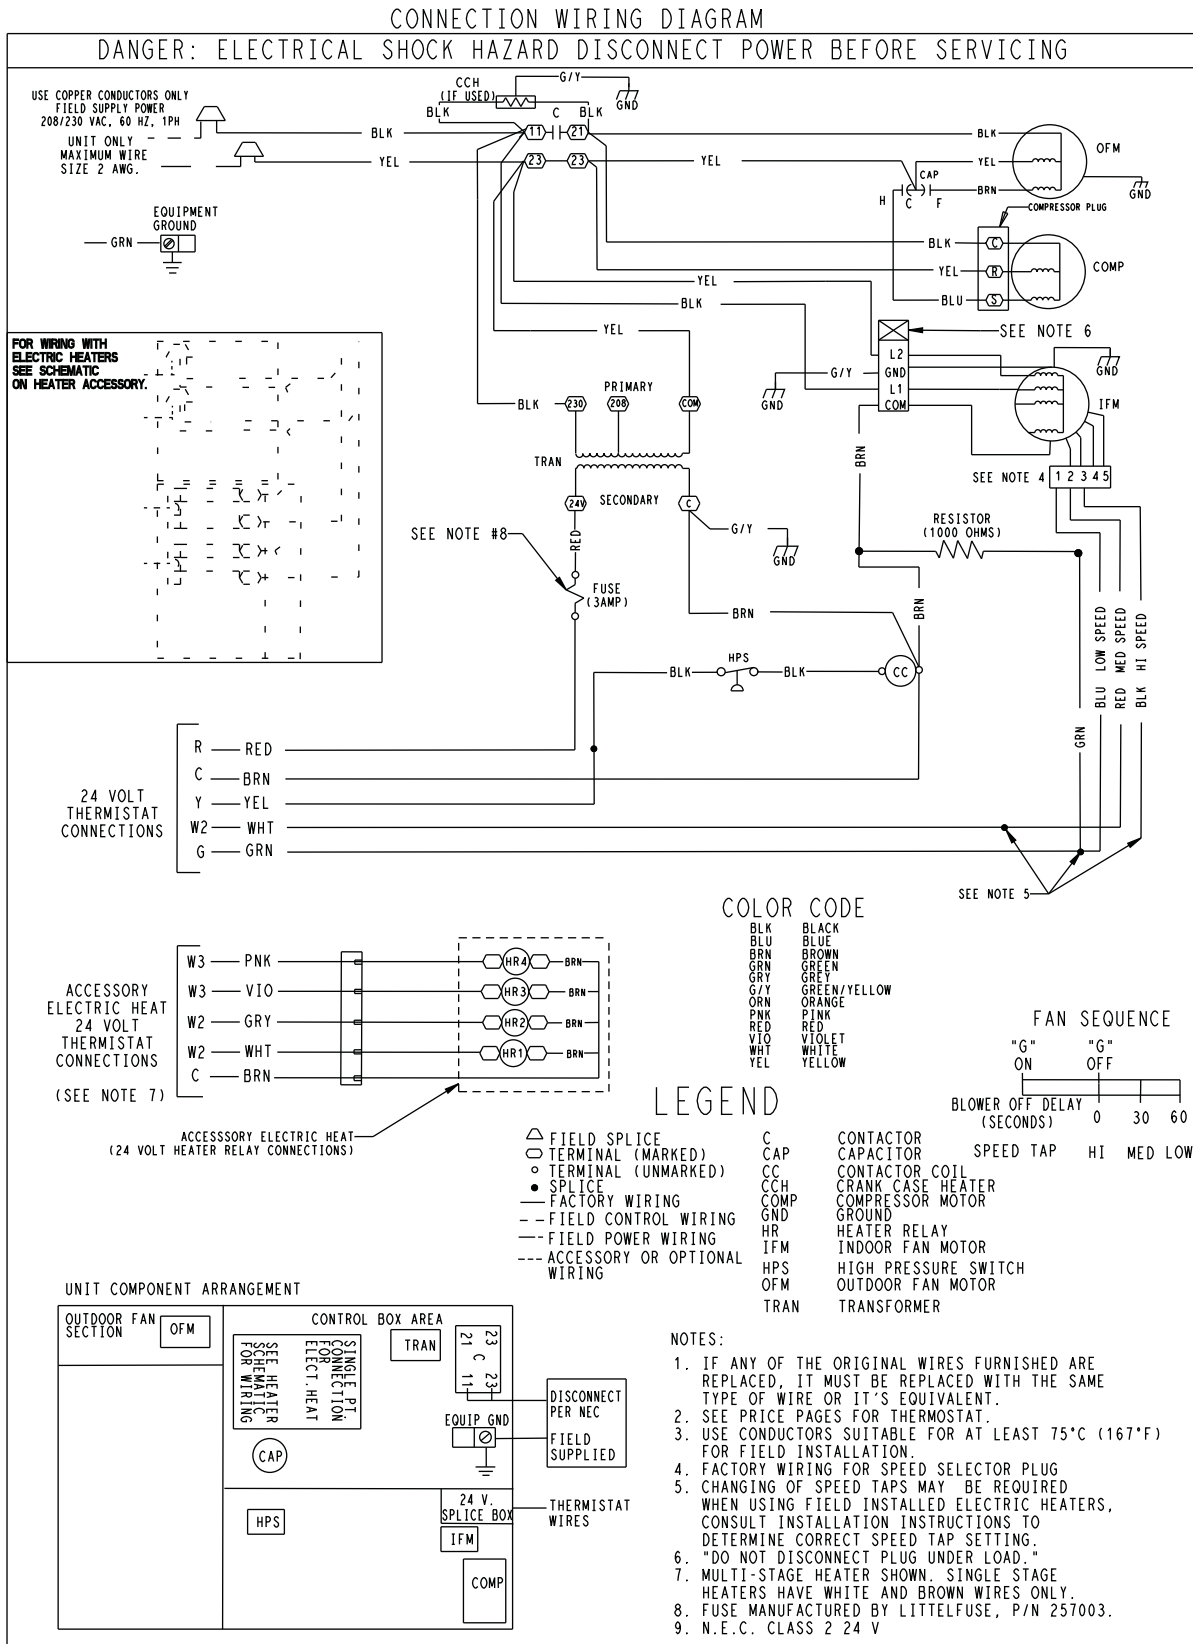 CONNECTION WIRING DIAGRAM
DANGER: ELECTRICAL SHOCK HAZARD DISCONNECT POWER BEFORE SERVICING
USE COPPER CONDUCTORS ONLY
FIELD SUPPLY POWER
208/230 VAC, 60 HZ, 1PH
UNIT ONLY
MAXIMUM WIRE
SIZE 2 AWG.
BLK
YEL
CCH
(IF USED)
G/Y
GND
BLK
C
BLK
11
21
23
23
YEL
BLK
YEL
BRN
OFM
GND
CAP
H C F
COMPRESSOR PLUG
BLK
C
YEL
R
BLU
S
COMP
EQUIPMENT
GROUND
GRN
YEL
BLK
YEL
SEE NOTE 6
L2
GND
L1
COM
G/Y
GND
GND
IFM
FOR WIRING WITH
ELECTRIC HEATERS
SEE SCHEMATIC
ON HEATER ACCESSORY.
PRIMARY
BLK
230
208
COM
TRAN
24V
SECONDARY
C
SEE NOTE #8
RED
G/Y
GND
BRN
SEE NOTE 4
1 2 3 4 5
RESISTOR
(1000 OHMS)
FUSE
(3AMP)
BRN
BRN
BLK
HPS
BLK
CC
BLU LOW SPEED
RED MED SPEED
BLK HI SPEED
GRN
24 VOLT
THERMISTAT
CONNECTIONS
R RED
C BRN
Y YEL
W2 WHT
G GRN
SEE NOTE 5
ACCESSORY
ELECTRIC HEAT
24 VOLT
THERMISTAT
CONNECTIONS
(SEE NOTE 7)
W3 PNK HR4 BRN
W3 VIO HR3 BRN
W2 GRY HR2 BRN
W2 WHT HR1 BRN
C BRN
ACCESSSORY ELECTRIC HEAT
(24 VOLT HEATER RELAY CONNECTIONS)
COLOR CODE
BLK BLACK
BLU BLUE
BRN BROWN
GRN GREEN
GRY GREY
G/Y GREEN/YELLOW
ORN ORANGE
PNK PINK
RED RED
VIO VIOLET
WHT WHITE
YEL YELLOW
FAN SEQUENCE
"G" "G"
ON OFF
BLOWER OFF DELAY
(SECONDS) 0 30 60
SPEED TAP HI MED LOW
LEGEND
FIELD SPLICE
TERMINAL (MARKED)
TERMINAL (UNMARKED)
SPLICE
FACTORY WIRING
FIELD CONTROL WIRING
FIELD POWER WIRING
ACCESSORY OR OPTIONAL
WIRING
C CONTACTOR
CAP CAPACITOR
CC CONTACTOR COIL
CCH CRANK CASE HEATER
COMP COMPRESSOR MOTOR
GND GROUND
HR HEATER RELAY
IFM INDOOR FAN MOTOR
HPS HIGH PRESSURE SWITCH
OFM OUTDOOR FAN MOTOR
TRAN TRANSFORMER
UNIT COMPONENT ARRANGEMENT
OUTDOOR FAN
SECTION
OFM
CONTROL BOX AREA
SINGLE PT.
CONNECTION
FOR
ELECT.HEAT
SEE HEATER
SCHEMATIC
FOR WIRING
TRAN
23 23
C
21 11
DISCONNECT
PER NEC
FIELD
SUPPLIED
EQUIP GND
CAP
HPS
24 V.
SPLICE BOX
THERMISTAT
WIRES
IFM
COMP
NOTES:
1. IF ANY OF THE ORIGINAL WIRES FURNISHED ARE
REPLACED, IT MUST BE REPLACED WITH THE SAME
TYPE OF WIRE OR IT'S EQUIVALENT.
2. SEE PRICE PAGES FOR THERMOSTAT.
3. USE CONDUCTORS SUITABLE FOR AT LEAST 75°C (167°F)
FOR FIELD INSTALLATION.
4. FACTORY WIRING FOR SPEED SELECTOR PLUG
5. CHANGING OF SPEED TAPS MAY BE REQUIRED
WHEN USING FIELD INSTALLED ELECTRIC HEATERS,
CONSULT INSTALLATION INSTRUCTIONS TO
DETERMINE CORRECT SPEED TAP SETTING.
6. "DO NOT DISCONNECT PLUG UNDER LOAD."
7. MULTI-STAGE HEATER SHOWN. SINGLE STAGE
HEATERS HAVE WHITE AND BROWN WIRES ONLY.
8. FUSE MANUFACTURED BY LITTELFUSE, P/N 257003.
9. N.E.C. CLASS 2 24 V